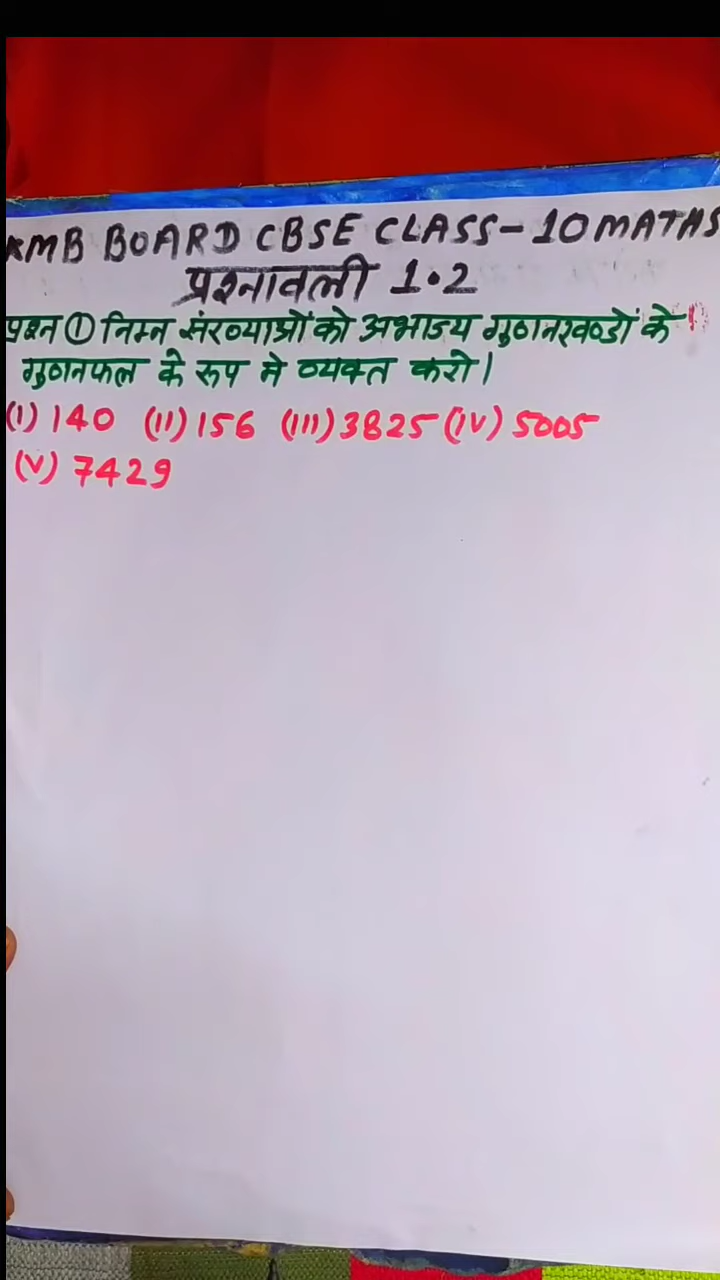 KMB BOARD CBSE CLASS-10 MATHS
प्रश्नावली 1.2
प्रश्न ① निम्न संख्याओं को अभाज्य गुणनखण्डों के
गुणनफल के रूप मे व्यक्त करो।
(I) 140 (II) 156 (III) 3825 (IV) 5005
(V) 7429